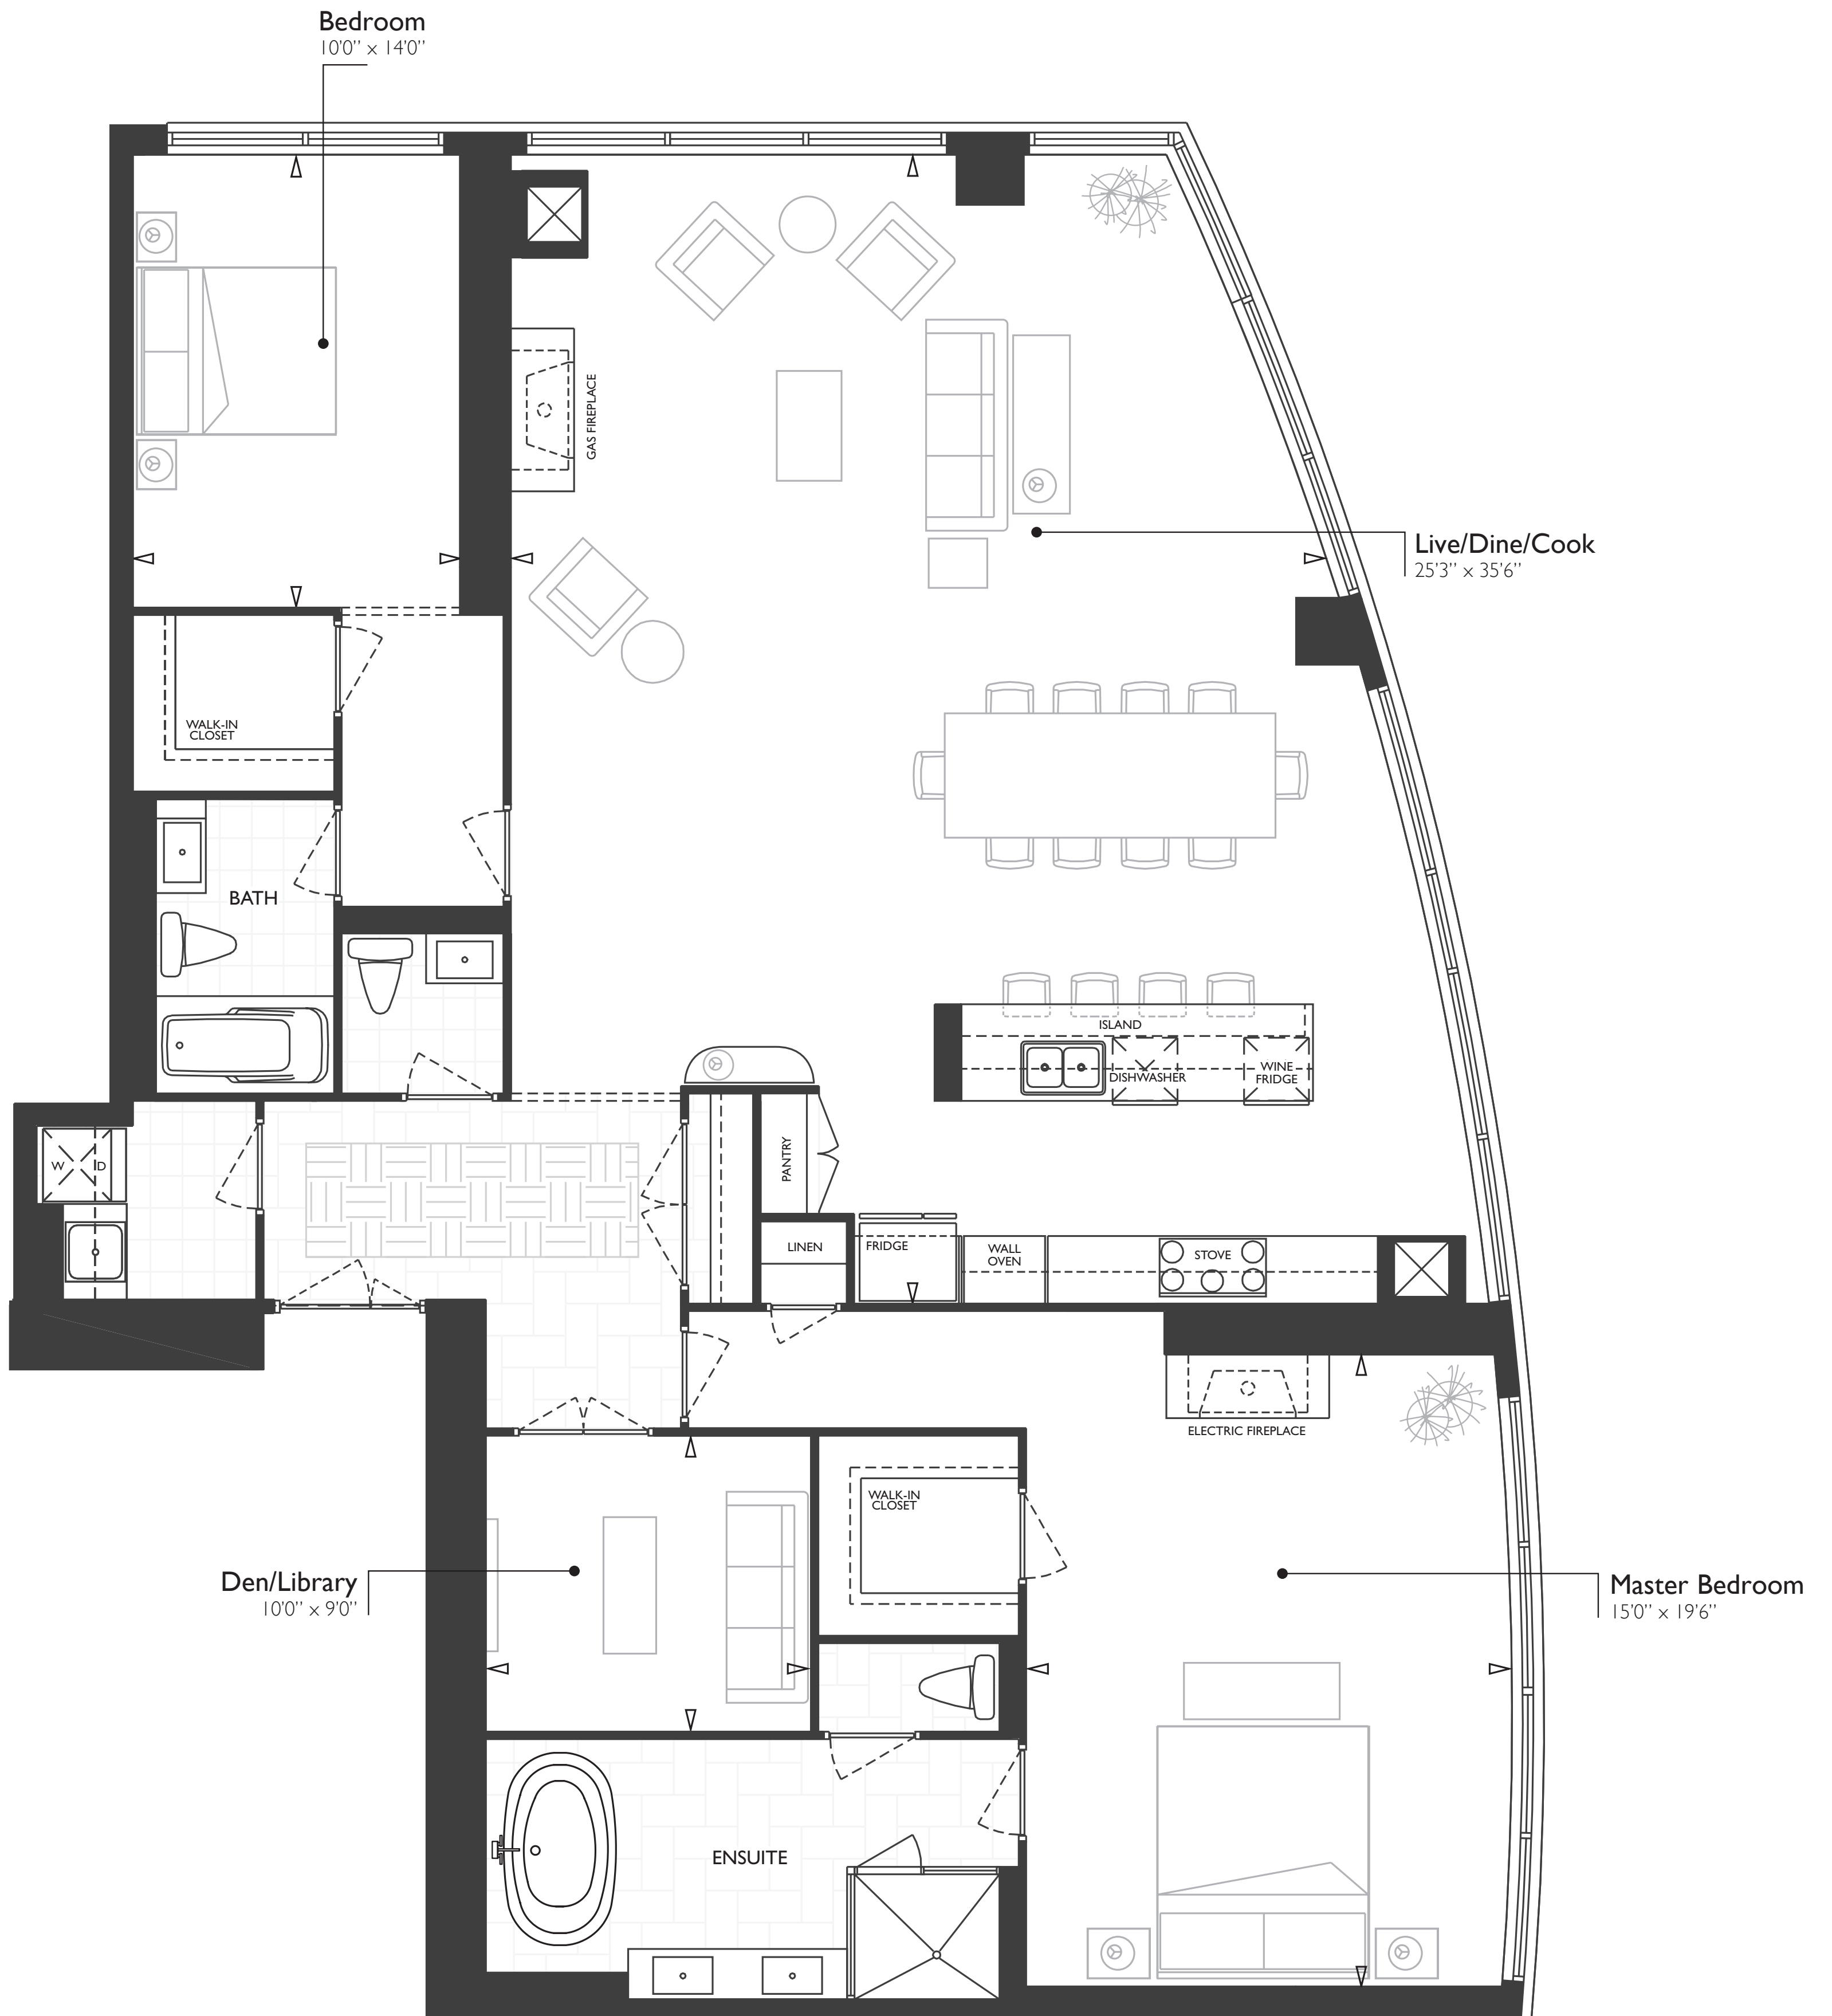 Bedroom
10'0" x 14'0"
GAS FIREPLACE
Live/Dine/Cook
25'3" x 35'6"
WALK-IN
CLOSET
BATH
ISLAND
DISHWASHER
WINE
FRIDGE
W D
PANTRY
LINEN
FRIDGE
WALL
OVEN
STOVE
ELECTRIC FIREPLACE
WALK-IN
CLOSET
Den/Library
10'0" x 9'0"
Master Bedroom
15'0" x 19'6"
ENSUITE